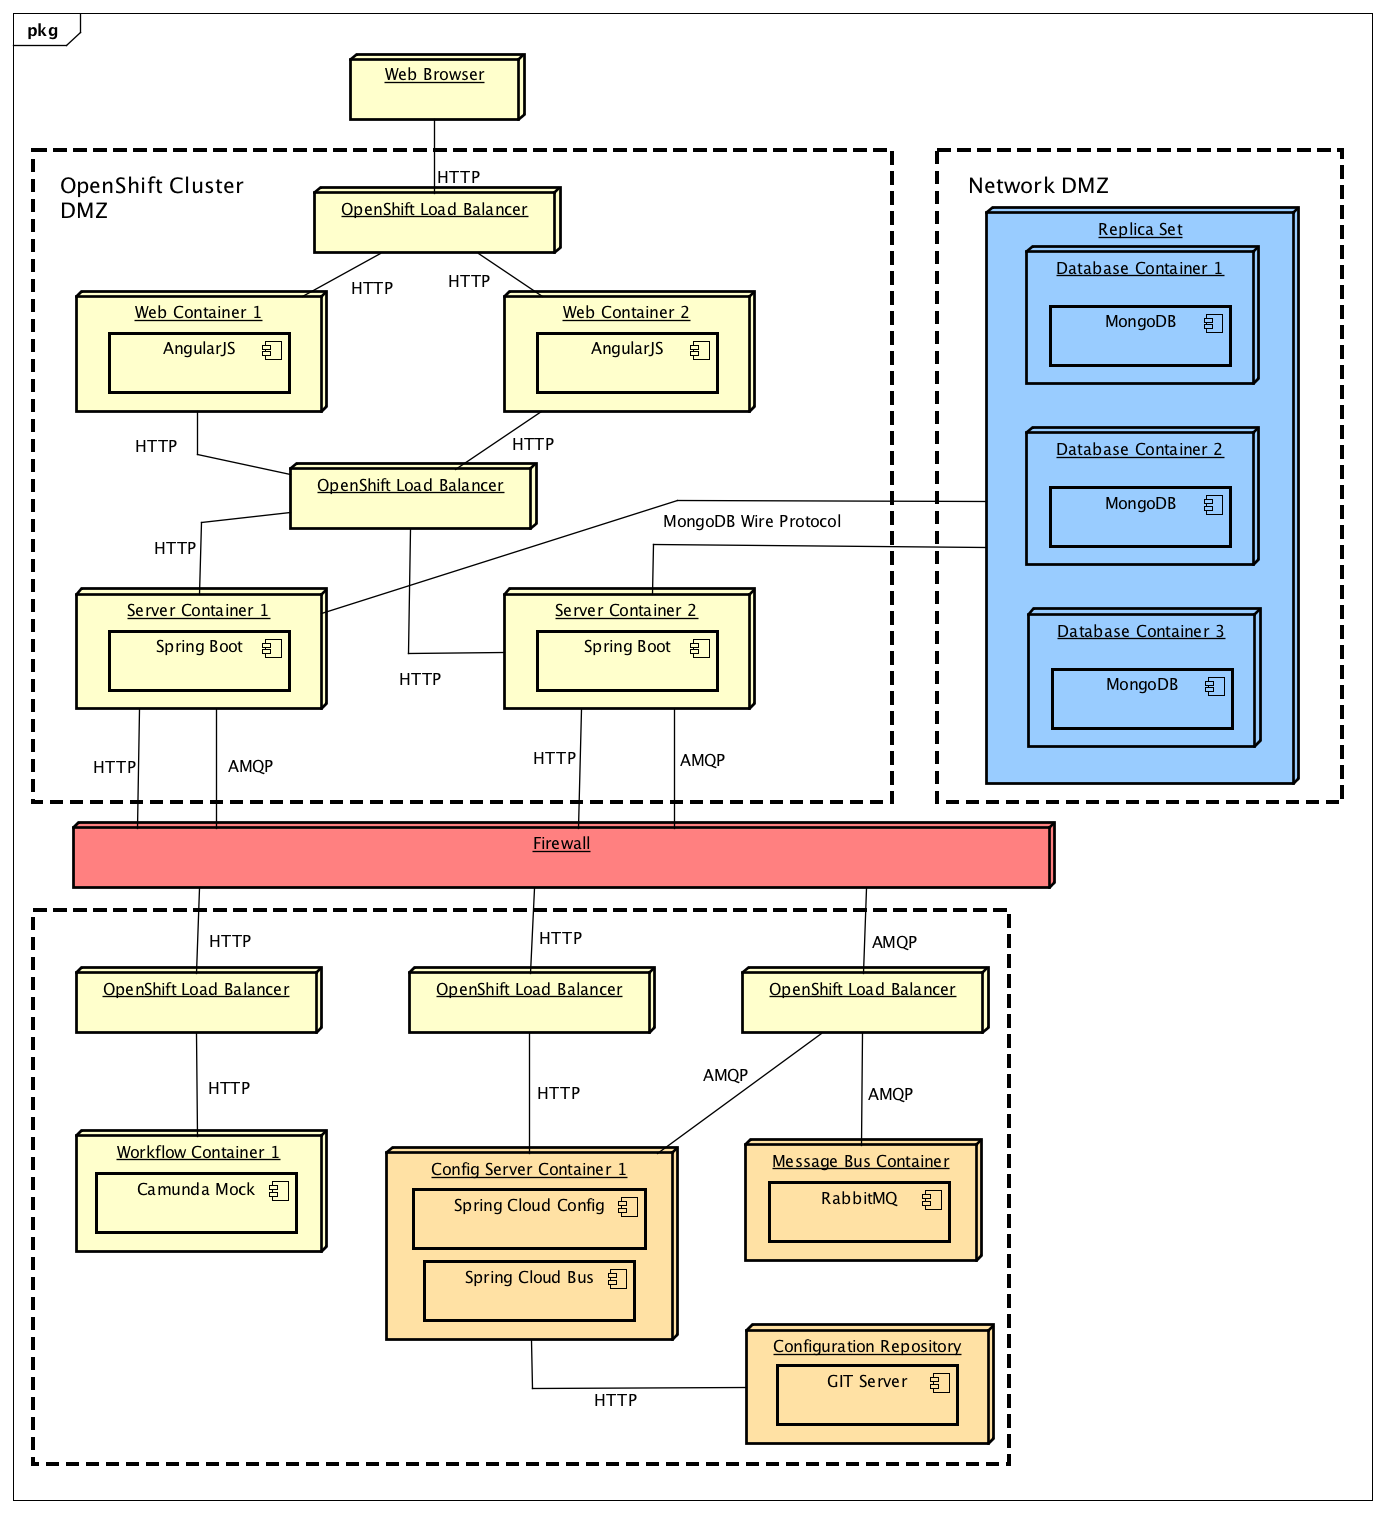 pkg
Web Browser
HTTP
OpenShift Cluster
DMZ
Network DMZ
OpenShift Load Balancer
Replica Set
Database Container 1
MongoDB
HTTP
HTTP
Web Container 1
AngularJS
Web Container 2
AngularJS
HTTP
HTTP
Database Container 2
MongoDB
OpenShift Load Balancer
MongoDB Wire Protocol
HTTP
Server Container 1
Spring Boot
Server Container 2
Spring Boot
HTTP
Database Container 3
MongoDB
HTTP
AMQP
HTTP
AMQP
Firewall
HTTP
HTTP
AMQP
OpenShift Load Balancer
OpenShift Load Balancer
OpenShift Load Balancer
HTTP
HTTP
AMQP
AMQP
Workflow Container 1
Camunda Mock
Config Server Container 1
Spring Cloud Config
Spring Cloud Bus
Message Bus Container
RabbitMQ
Configuration Repository
GIT Server
HTTP